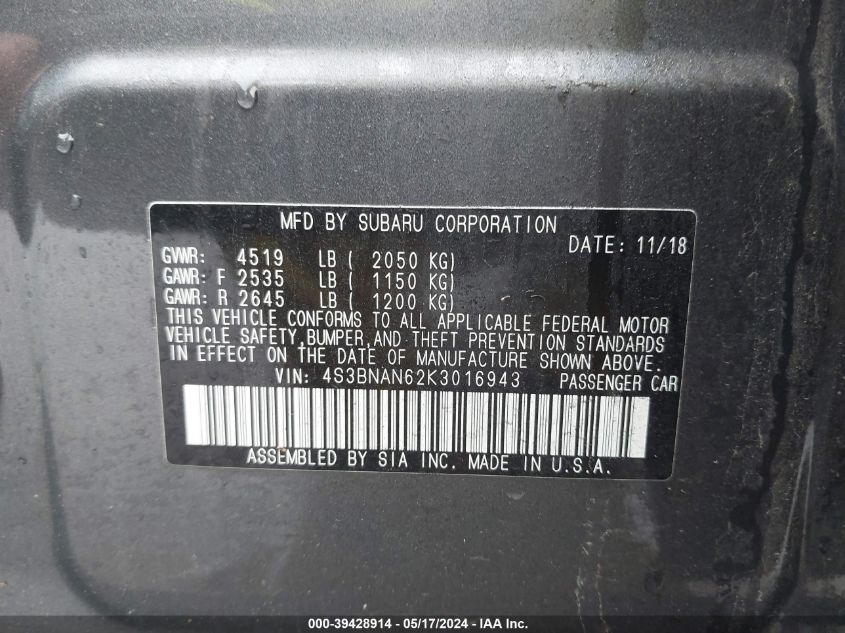 MFD BY SUBARU CORPORATION
DATE: 11/18
GVWR: 4519 LB ( 2050 KG)
GAWR: F 2535 LB ( 1150 KG)
GAWR: R 2645 LB ( 1200 KG)
THIS VEHICLE CONFORMS TO ALL APPLICABLE FEDERAL MOTOR
VEHICLE SAFETY, BUMPER, AND THEFT PREVENTION STANDARDS
IN EFFECT ON THE DATE OF MANUFACTURE SHOWN ABOVE.
VIN: 4S3BNAN62K3016943 PASSENGER CAR
ASSEMBLED BY SIA INC. MADE IN U.S.A.
000-39428914 - 05/17/2024 - IAA Inc.